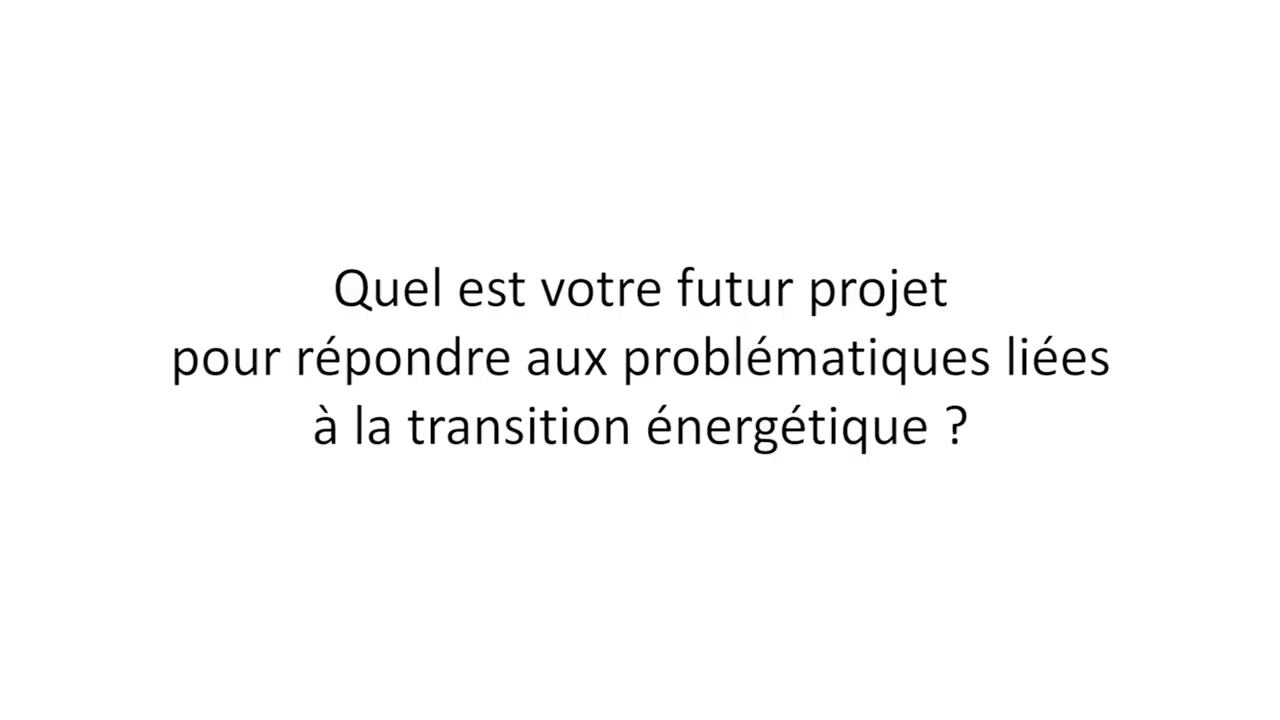 Quel est votre futur projet
pour répondre aux problématiques liées
à la transition énergétique ?